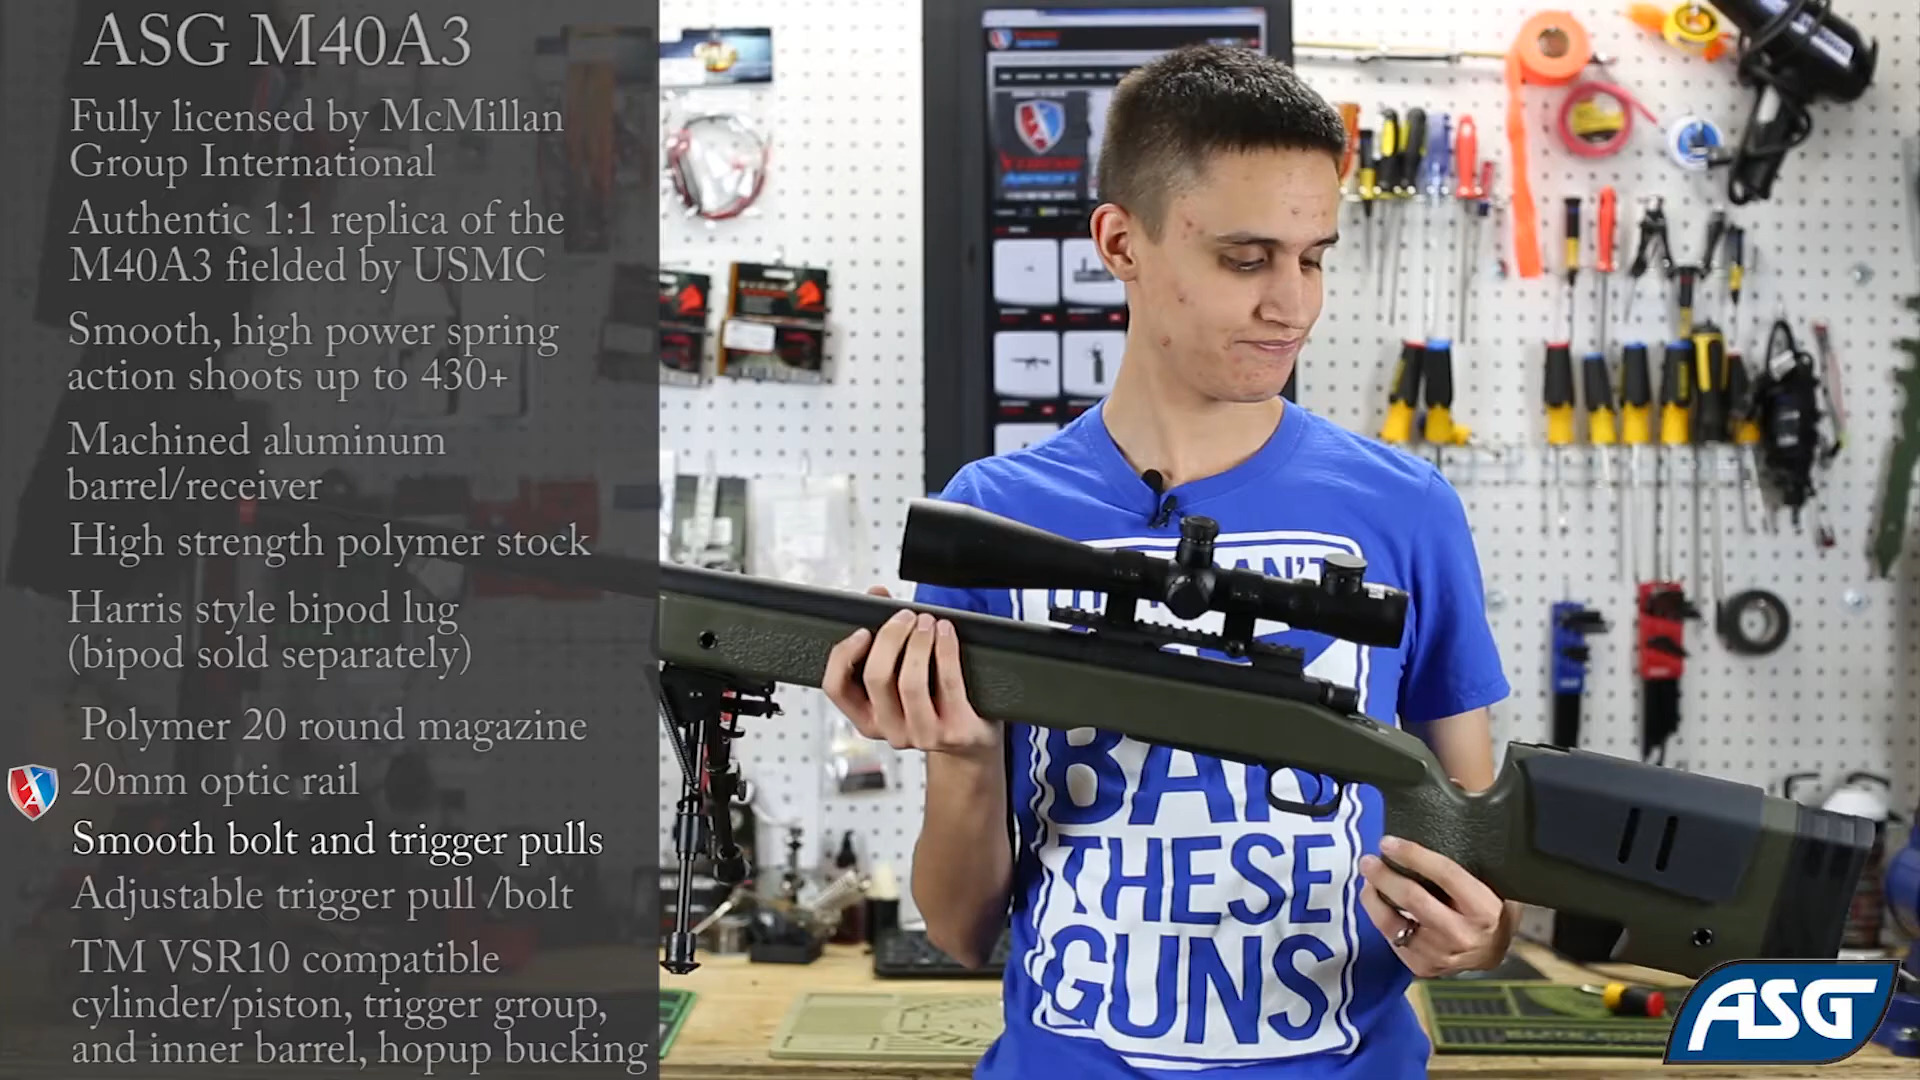 ASG M40A3
Fully licensed by McMillan
Group International
Authentic 1:1 replica of the
M40A3 fielded by USMC
Smooth, high power spring
action shoots up to 430+
Machined aluminum
barrel/receiver
High strength polymer stock
Harris style bipod lug
(bipod sold separately)
Polymer 20 round magazine
20mm optic rail
Smooth bolt and trigger pulls
Adjustable trigger pull /bolt
TM VSR10 compatible
cylinder/piston, trigger group,
and inner barrel, hopup bucking
BAN
THESE
GUNS
ASG